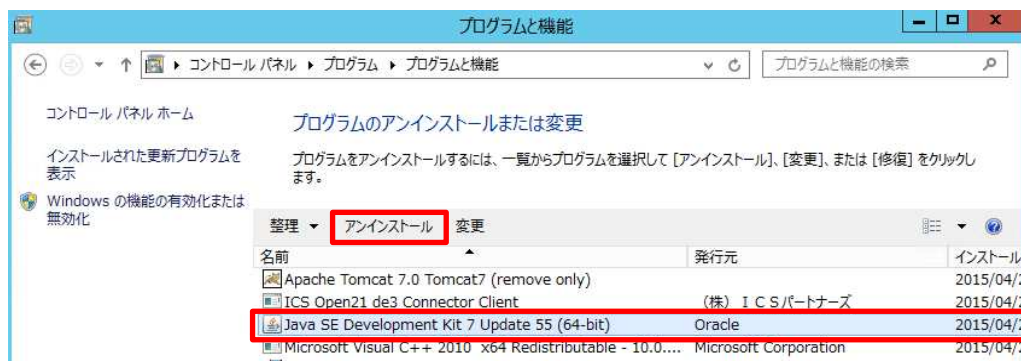 プログラムと機能
コントロール パネル ▸ プログラム ▸ プログラムと機能
プログラムと機能の検索
コントロール パネル ホーム
インストールされた更新プログラムを
表示
Windows の機能の有効化または
無効化
プログラムのアンインストールまたは変更
プログラムをアンインストールするには、一覧からプログラムを選択して [アンインストール]、[変更]、または [修復] をクリックし
ます。
整理 アンインストール 変更
名前 発行元 インストール
Apache Tomcat 7.0 Tomcat7 (remove only) 2015/04/2
ICS Open21 de3 Connector Client （株）ＩＣＳパートナーズ 2015/04/2
Java SE Development Kit 7 Update 55 (64-bit) Oracle 2015/04/2
Microsoft Visual C++ 2010 x64 Redistributable - 10.0.... Microsoft Corporation 2015/04/2